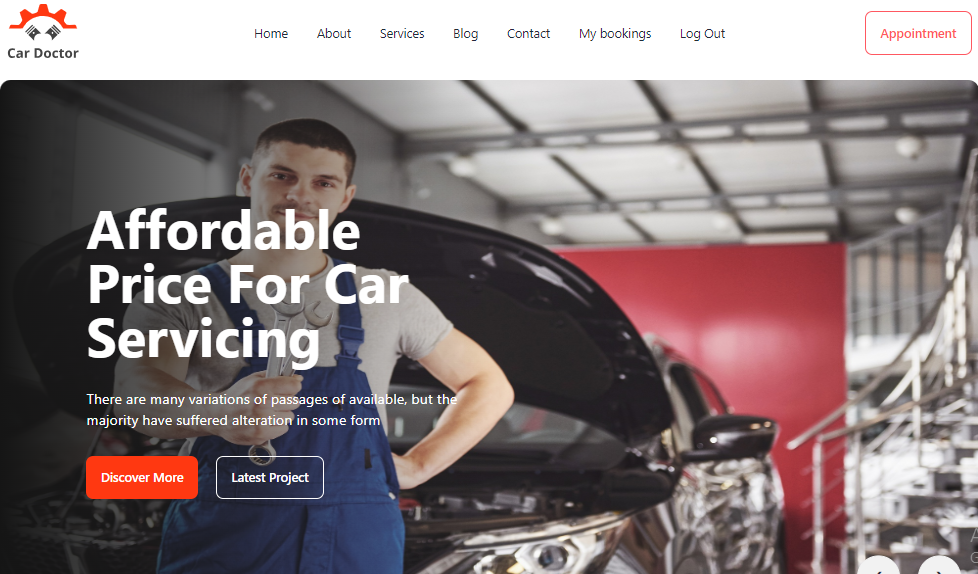 Car Doctor
Home
About
Services
Blog
Contact
My bookings
Log Out
Appointment
Affordable
Price For Car
Servicing
There are many variations of passages of available, but the
majority have suffered alteration in some form
Discover More
Latest Project